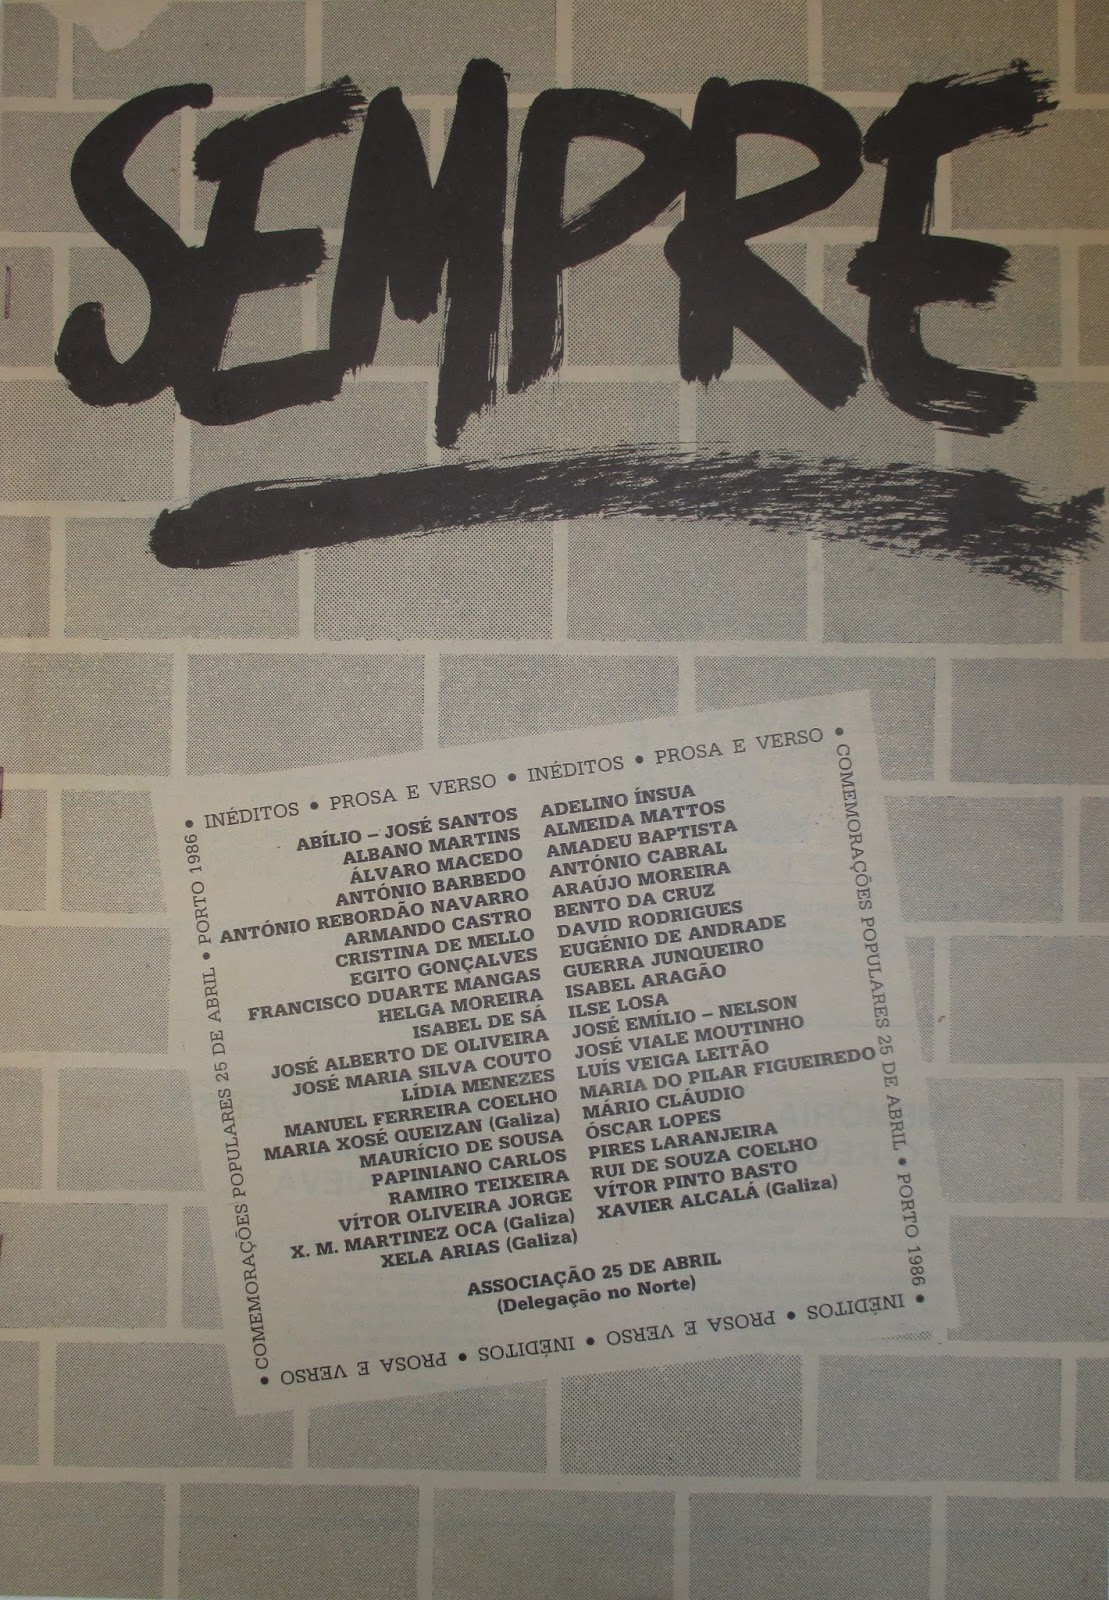 SEMPRE
• INÉDITOS • PROSA E VERSO • INÉDITOS • PROSA E VERSO •
COMEMORAÇÕES POPULARES 25 DE ABRIL • PORTO 1986
ABÍLIO – JOSÉ SANTOS
ALBANO MARTINS
ÁLVARO MACEDO
ANTÓNIO BARBEDO
ANTÓNIO REBORDÃO NAVARRO
ARMANDO CASTRO
CRISTINA DE MELLO
EGITO GONÇALVES
FRANCISCO DUARTE MANGAS
HELGA MOREIRA
ISABEL DE SÁ
JOSÉ ALBERTO DE OLIVEIRA
JOSÉ MARIA SILVA COUTO
LÍDIA MENEZES
MANUEL FERREIRA COELHO
MARIA XOSÉ QUEIZAN (Galiza)
MAURÍCIO DE SOUSA
PAPINIANO CARLOS
RAMIRO TEIXEIRA
VÍTOR OLIVEIRA JORGE
X. M. MARTINEZ OCA (Galiza)
XELA ARIAS (Galiza)
ADELINO ÍNSUA
ALMEIDA MATTOS
AMADEU BAPTISTA
ANTÓNIO CABRAL
ARAÚJO MOREIRA
BENTO DA CRUZ
DAVID RODRIGUES
EUGÉNIO DE ANDRADE
GUERRA JUNQUEIRO
ISABEL ARAGÃO
ILSE LOSA
JOSÉ EMÍLIO – NELSON
JOSÉ VIALE MOUTINHO
LUÍS VEIGA LEITÃO
MARIA DO PILAR FIGUEIREDO
MÁRIO CLÁUDIO
ÓSCAR LOPES
PIRES LARANJEIRA
RUI DE SOUZA COELHO
VÍTOR PINTO BASTO
XAVIER ALCALÁ (Galiza)
ASSOCIAÇÃO 25 DE ABRIL
(Delegação no Norte)
COMEMORAÇÕES POPULARES 25 DE ABRIL • PORTO 1986
• INÉDITOS • PROSA E VERSO • INÉDITOS • PROSA E VERSO •